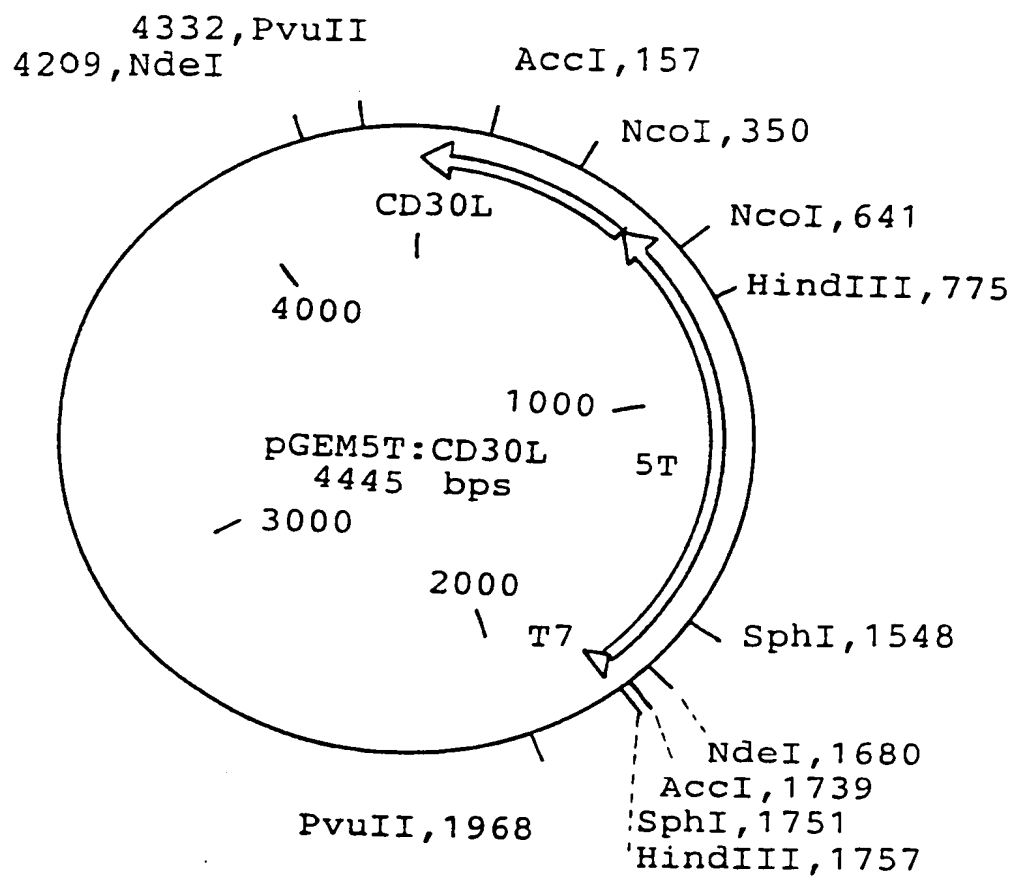 4332,PvuII
4209,NdeI
AccI,157
NcoI,350
NcoI,641
HindIII,775
CD30L
4000
1000
pGEM5T:CD30L
4445 bps
5T
3000
2000
T7
SphI,1548
NdeI,1680
AccI,1739
SphI,1751
HindIII,1757
PvuII,1968